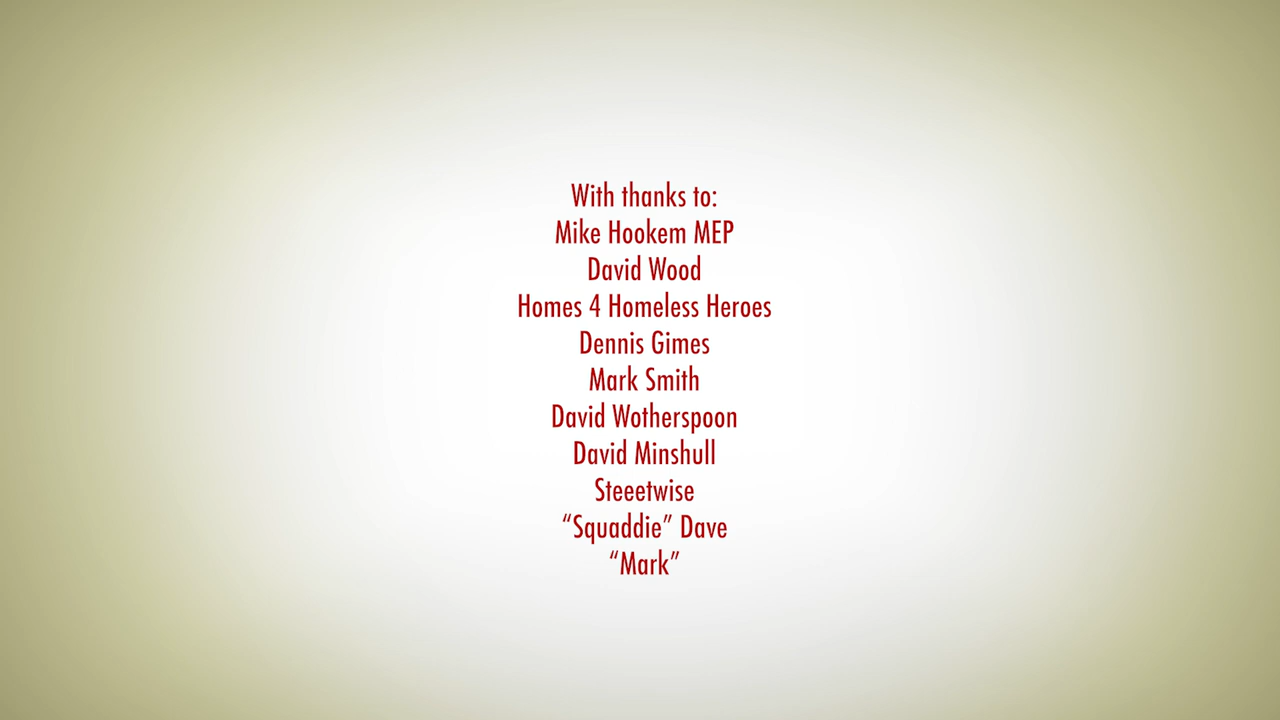 With thanks to:
Mike Hookem MEP
David Wood
Homes 4 Homeless Heroes
Dennis Gimes
Mark Smith
David Wotherspoon
David Minshull
Steeetwise
“Squaddie” Dave
“Mark”